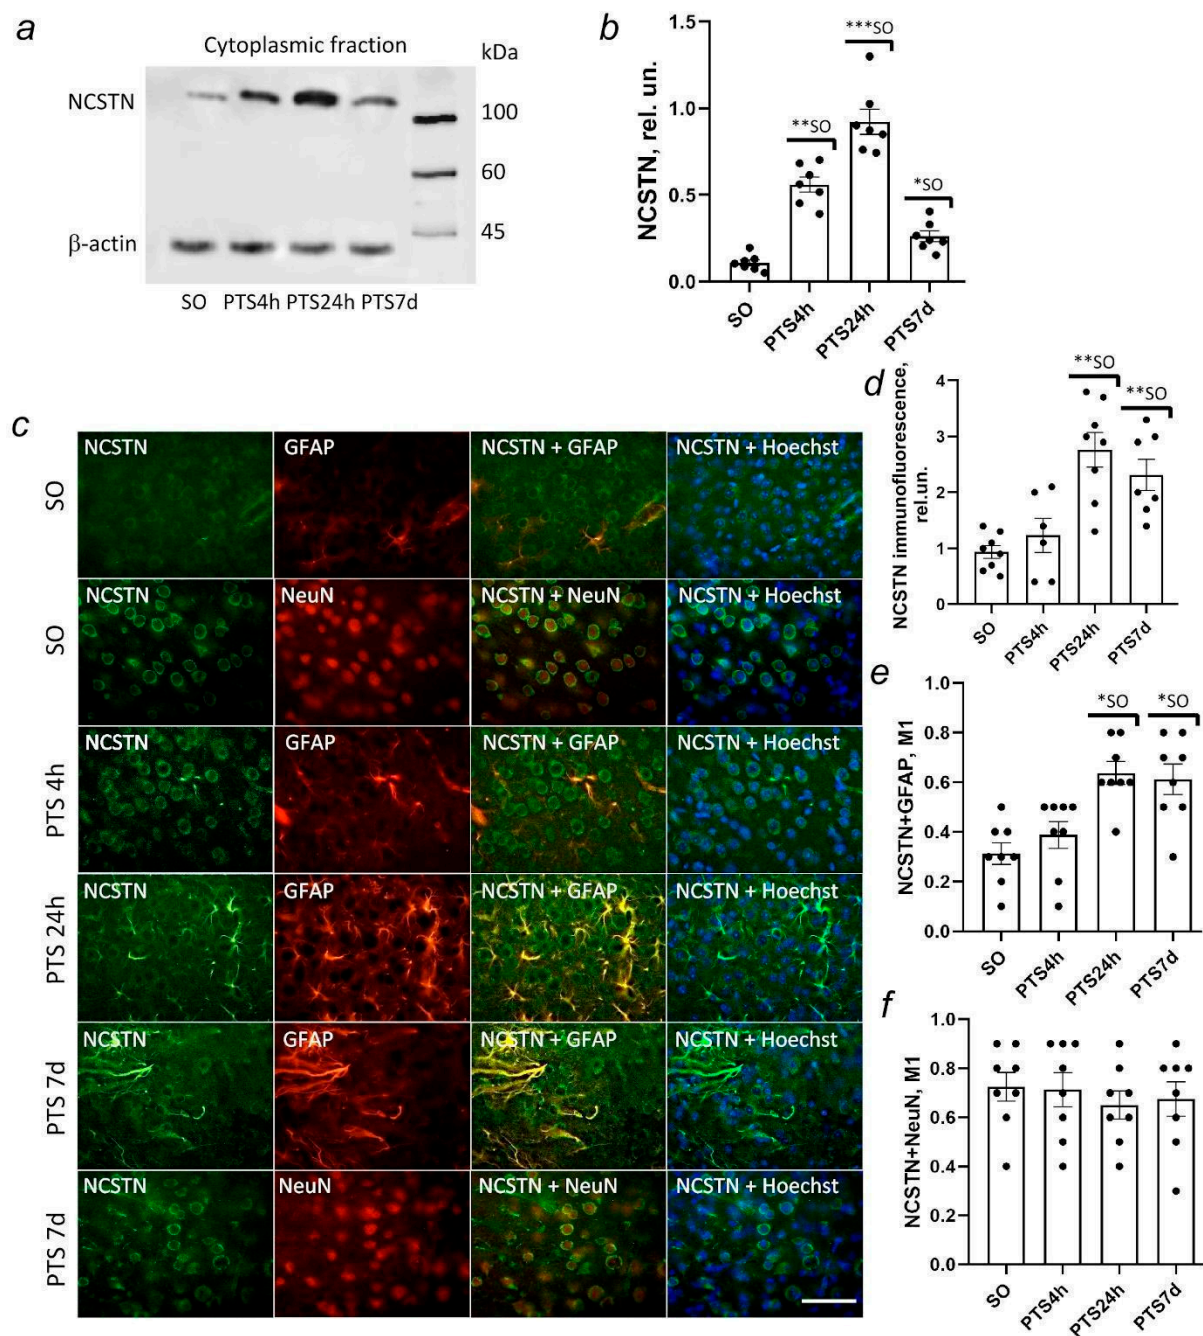 a
Cytoplasmic fraction
kDa
NCSTN
100
60
β-actin
45
SO PTS4h PTS24h PTS7d
b
NCSTN, rel. un.
1.5
1.0
0.5
0.0
**SO
***SO
*SO
SO
PTS4h
PTS24h
PTS7d
c
SO
NCSTN
GFAP
NCSTN + GFAP
NCSTN + Hoechst
SO
NCSTN
NeuN
NCSTN + NeuN
NCSTN + Hoechst
PTS 4h
NCSTN
GFAP
NCSTN + GFAP
NCSTN + Hoechst
PTS 24h
NCSTN
GFAP
NCSTN + GFAP
NCSTN + Hoechst
PTS 7d
NCSTN
GFAP
NCSTN + GFAP
NCSTN + Hoechst
PTS 7d
NCSTN
NeuN
NCSTN + NeuN
NCSTN + Hoechst
d
NCSTN immunofluorescence,
rel.un.
4
3
2
1
0
**SO
**SO
SO
PTS4h
PTS24h
PTS7d
e
NCSTN+GFAP, M1
1.0
0.8
0.6
0.4
0.2
0.0
*SO
*SO
SO
PTS4h
PTS24h
PTS7d
f
NCSTN+NeuN, M1
1.0
0.8
0.6
0.4
0.2
0.0
SO
PTS4h
PTS24h
PTS7d